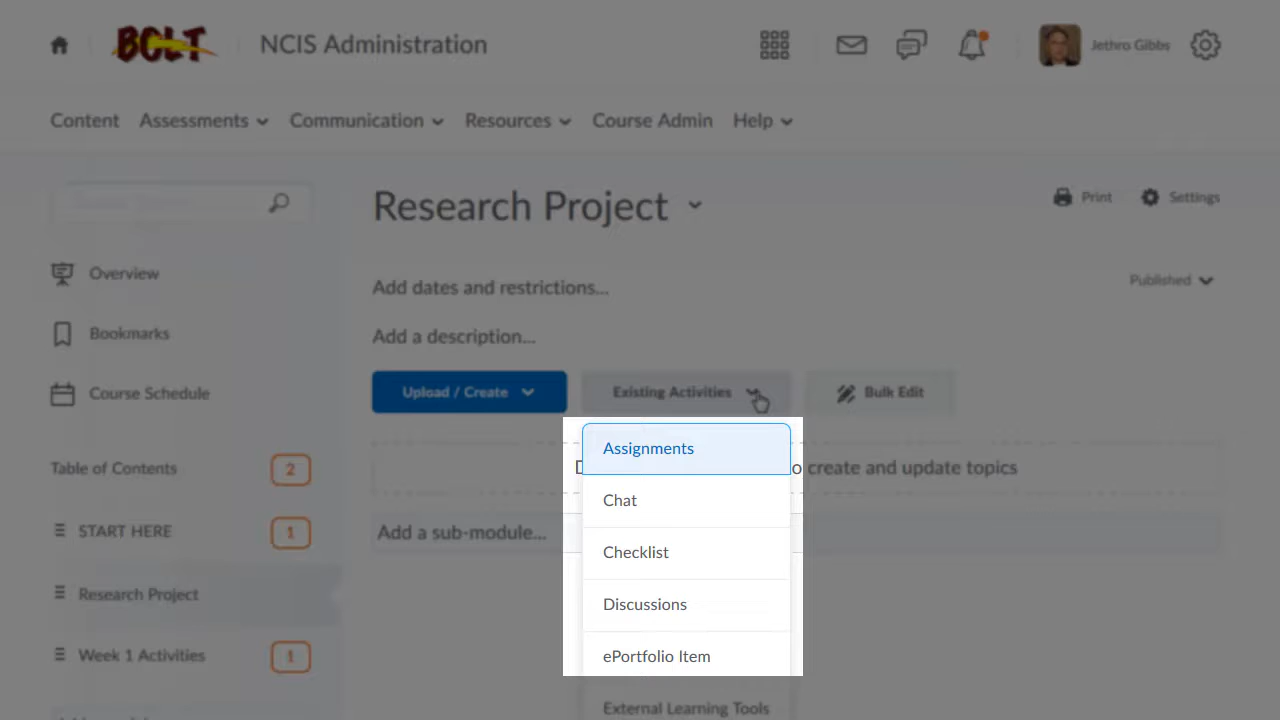 BOLT
NCIS Administration
Jethro Gibbs
Content
Assessments
Communication
Resources
Course Admin
Help
Research Project
Print
Settings
Overview
Add dates and restrictions...
Published
Bookmarks
Add a description...
Course Schedule
Upload / Create
Existing Activities
Bulk Edit
Assignments
Table of Contents
2
D
o create and update topics
Chat
START HERE
1
Add a sub-module...
Checklist
Research Project
Discussions
Week 1 Activities
1
ePortfolio Item
External Learning Tools